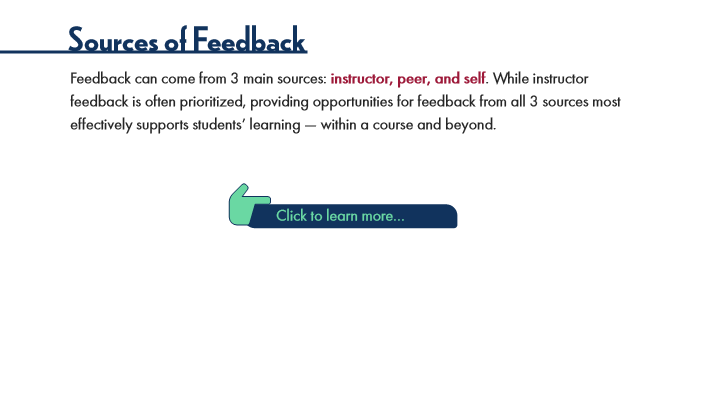 Sources of Feedback
Feedback can come from 3 main sources: instructor, peer, and self. While instructor
feedback is often prioritized, providing opportunities for feedback from all 3 sources most
effectively supports students’ learning — within a course and beyond.
Click to learn more...